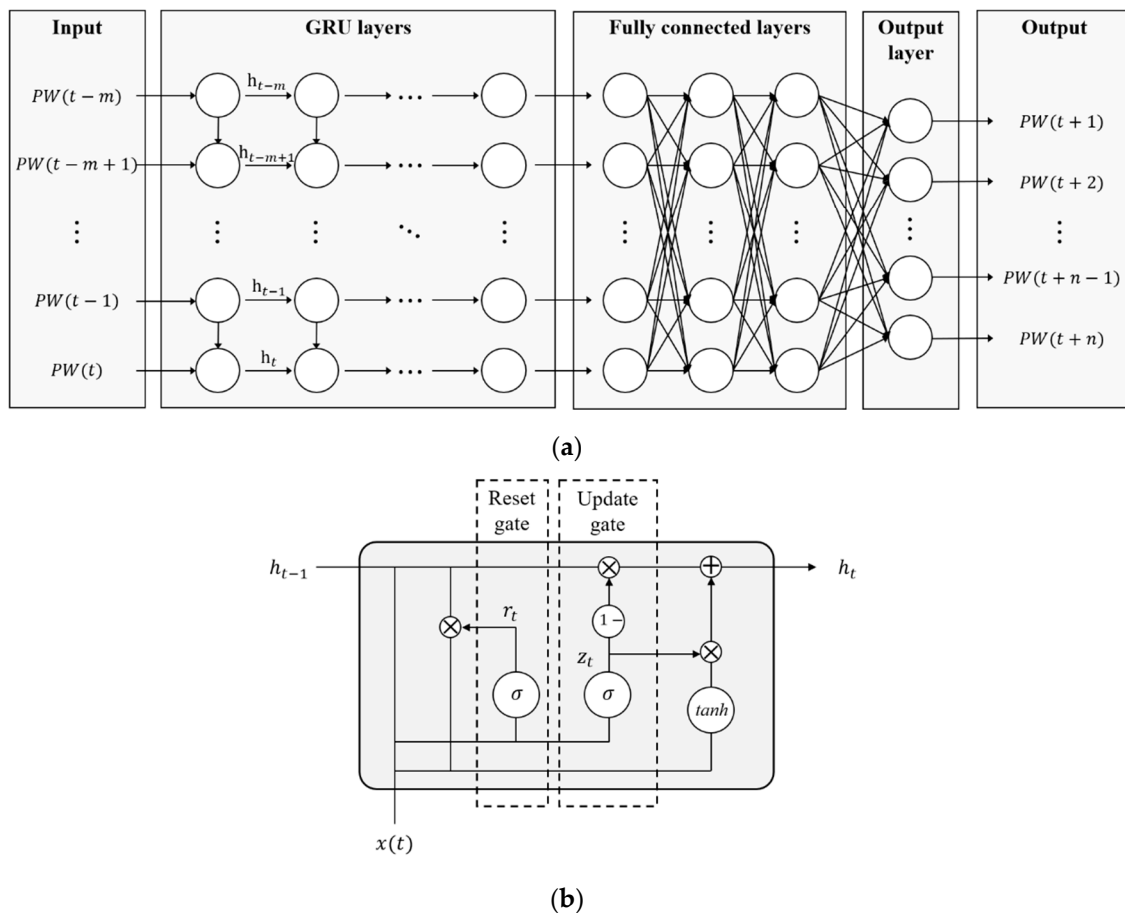 Input
GRU layers
Fully connected layers
Output
layer
Output
PW(t − m)
h_{t−m}
⋯
PW(t + 1)
PW(t − m + 1)
h_{t−m+1}
⋯
PW(t + 2)
⋮ ⋮ ⋮ ⋱ ⋮ ⋮ ⋮ ⋮ ⋮ ⋮
PW(t − 1)
h_{t−1}
⋯
PW(t + n − 1)
PW(t)
h_t
⋯
PW(t + n)
(a)
Reset
gate
Update
gate
h_{t−1}
h_t
r_t
1 −
z_t
σ
σ
tanh
x(t)
(b)